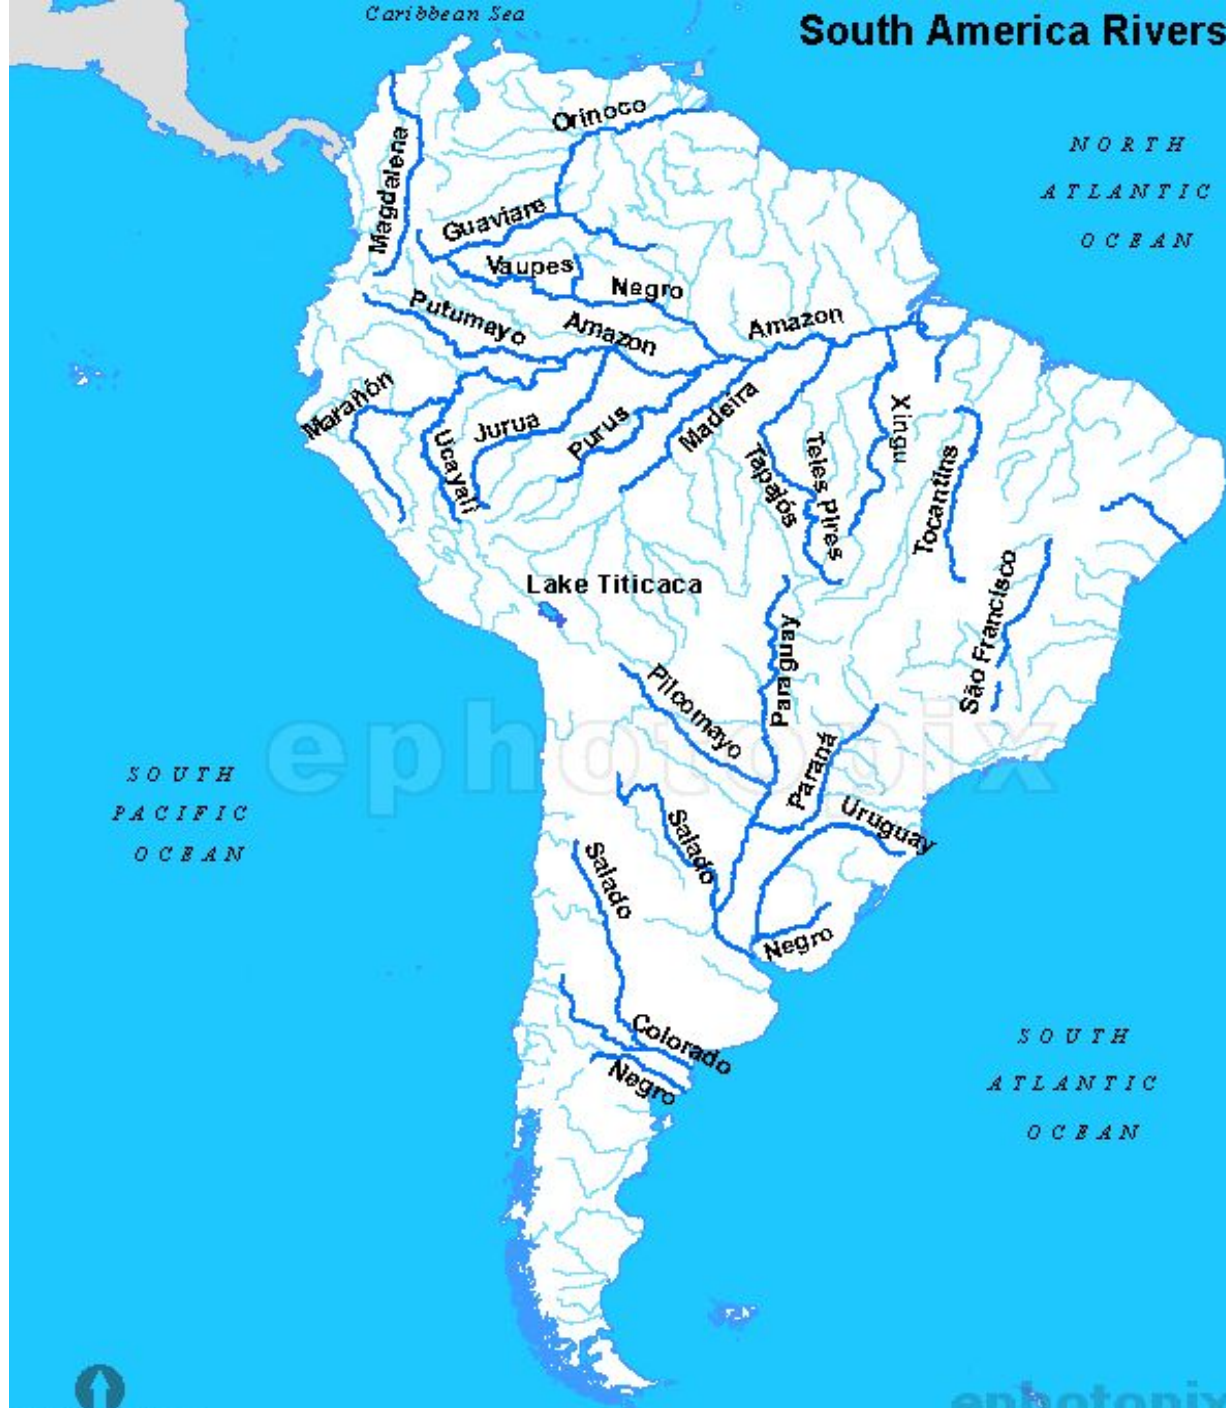 Caribbean Sea
South America Rivers
Orinoco
NORTH
ATLANTIC
OCEAN
Magdalena
Guaviare
Vaupes
Negro
Putumayo
Amazon
Amazon
Marañón
Ucayali
Jurua
Purus
Madeira
Tapajós
Teles Pires
Xingu
Tocantins
São Francisco
Lake Titicaca
Paraguay
Pilcomayo
ephotopix
Paraná
SOUTH
PACIFIC
OCEAN
Uruguay
Salado
Salado
Negro
Colorado
Negro
SOUTH
ATLANTIC
OCEAN
ephotopix